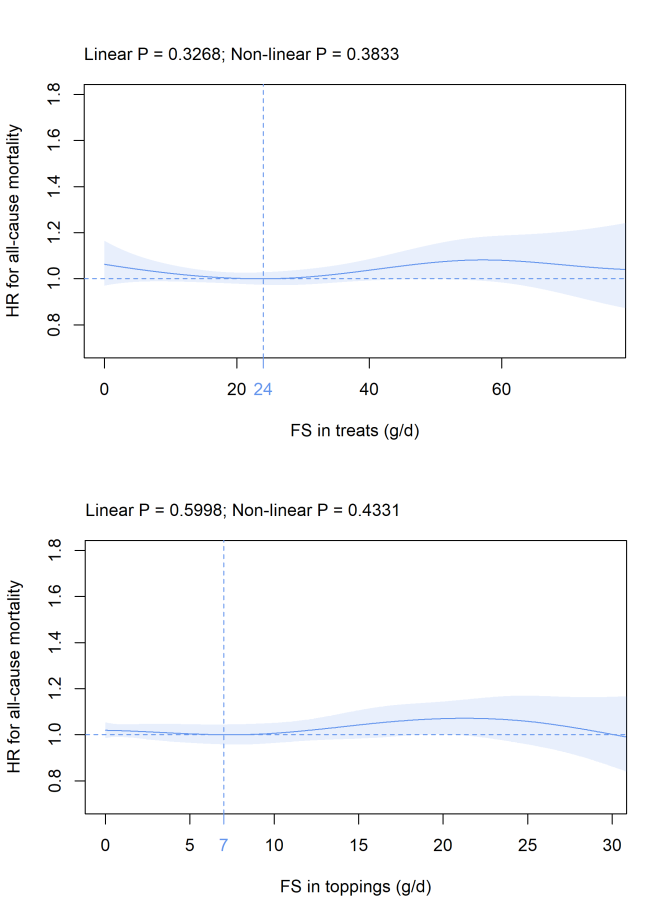 Linear P = 0.3268; Non-linear P = 0.3833
HR for all-cause mortality
1.8
1.6
1.4
1.2
1.0
0.8
0 20 24 40 60
FS in treats (g/d)
Linear P = 0.5998; Non-linear P = 0.4331
HR for all-cause mortality
1.8
1.6
1.4
1.2
1.0
0.8
0 5 7 10 15 20 25 30
FS in toppings (g/d)